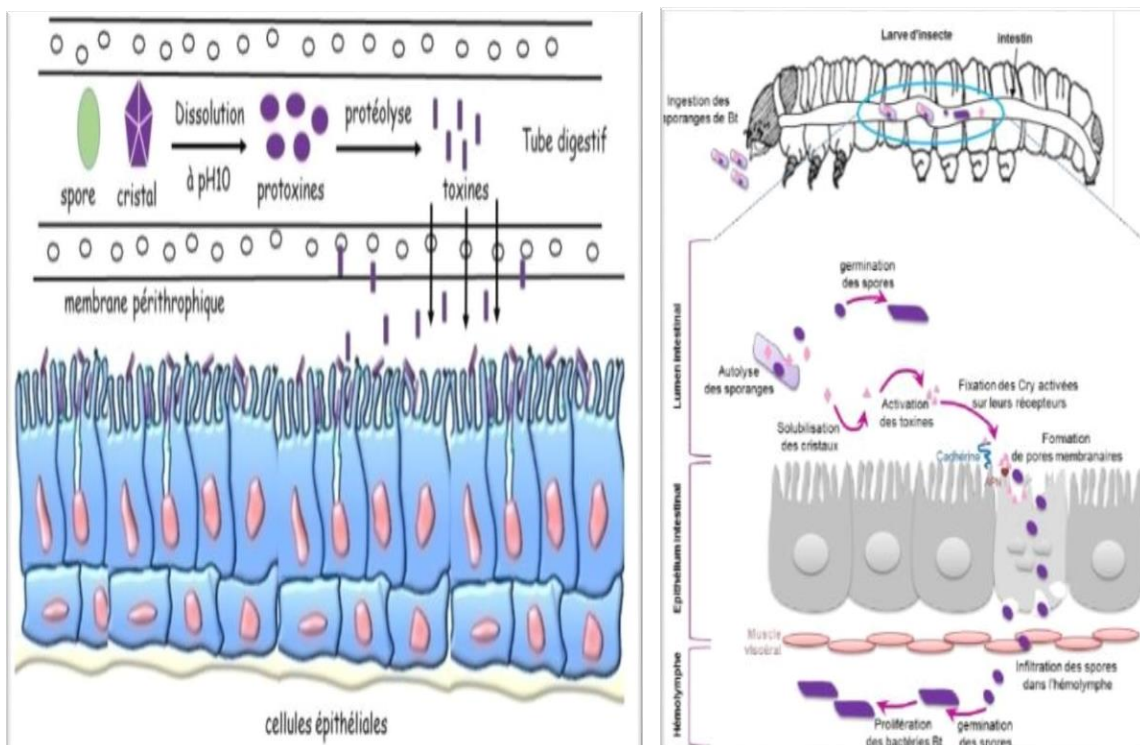 Dissolution
protéolyse
Tube digestif
spore
cristal
à pH10
protoxines
toxines
membrane périthrophique
cellules épithéliales
Larve d'insecte
intestin
Ingestion des
sporanges de Bt
Lumen intestinal
germination
des spores
Autolyse
des sporanges
Solubilisation
des cristaux
Activation
des toxines
Fixation des Cry activées
sur leurs récepteurs
Cadhérine
APN
Formation
de pores membranaires
Epithélium intestinal
Muscle
viscéral
Infiltration des spores
dans l'hémolymphe
Hémolymphe
Prolifération
des bactéries Bt
germination
des spores